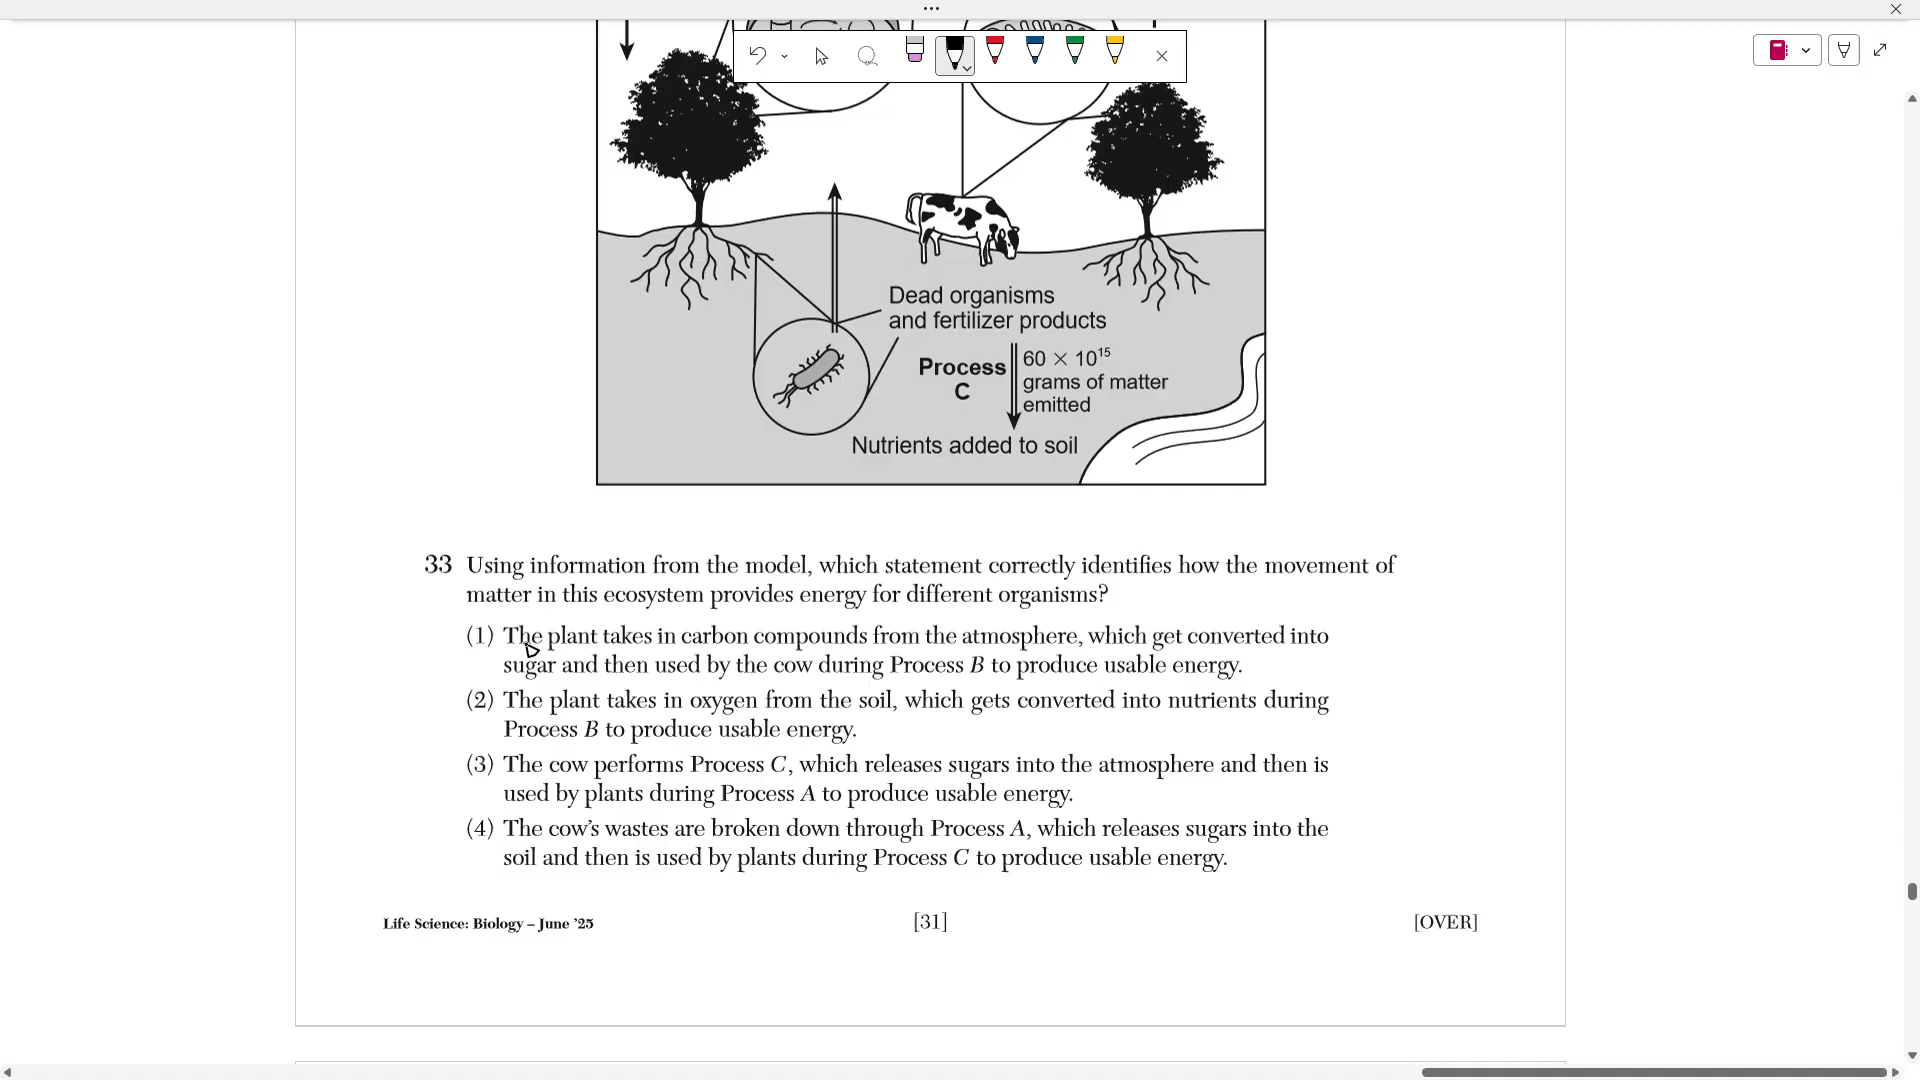 Dead organisms
and fertilizer products
Process
C
60 × 10¹⁵
grams of matter
emitted
Nutrients added to soil
33 Using information from the model, which statement correctly identifies how the movement of
matter in this ecosystem provides energy for different organisms?
(1) The plant takes in carbon compounds from the atmosphere, which get converted into
sugar and then used by the cow during Process B to produce usable energy.
(2) The plant takes in oxygen from the soil, which gets converted into nutrients during
Process B to produce usable energy.
(3) The cow performs Process C, which releases sugars into the atmosphere and then is
used by plants during Process A to produce usable energy.
(4) The cow’s wastes are broken down through Process A, which releases sugars into the
soil and then is used by plants during Process C to produce usable energy.
Life Science: Biology – June ’25 [31] [OVER]